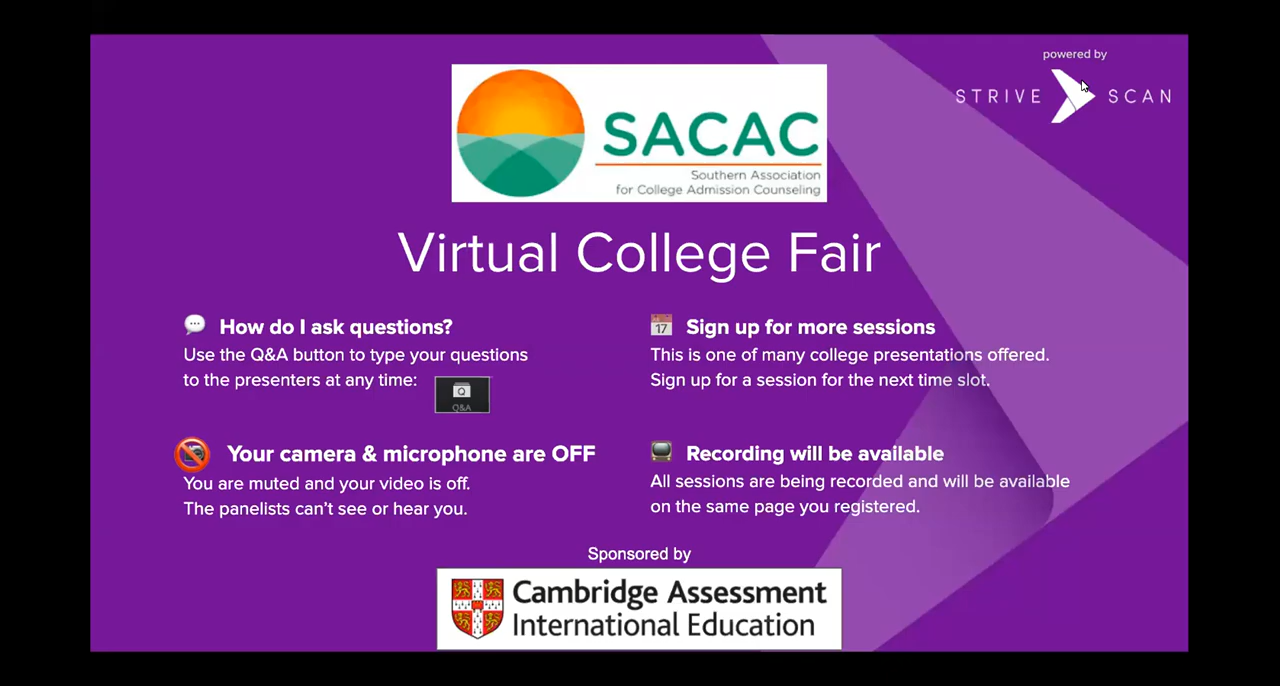 powered by
STRIVE SCAN
SACAC
Southern Association
for College Admission Counseling
Virtual College Fair
How do I ask questions?
Use the Q&A button to type your questions
to the presenters at any time:
Q
Q&A
17
Sign up for more sessions
This is one of many college presentations offered.
Sign up for a session for the next time slot.
Your camera & microphone are OFF
You are muted and your video is off.
The panelists can’t see or hear you.
Recording will be available
All sessions are being recorded and will be available
on the same page you registered.
Sponsored by
Cambridge Assessment
International Education